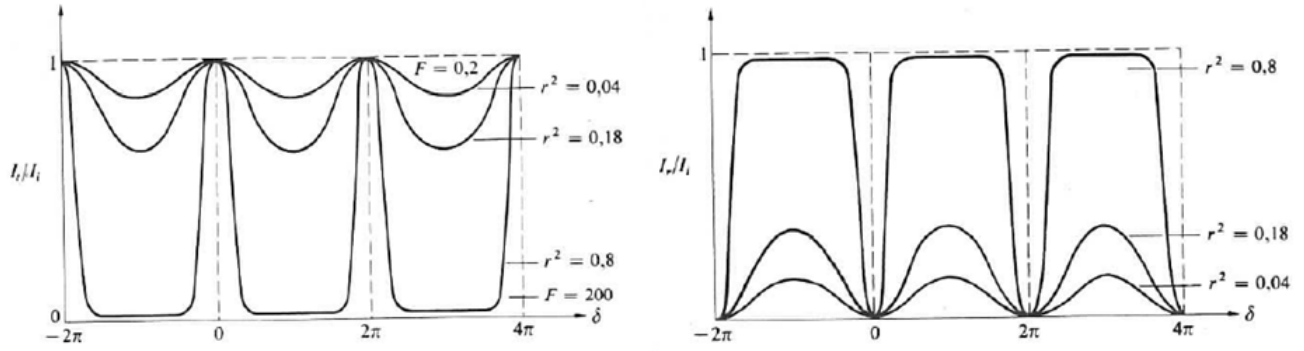 1
F = 0,2
r² = 0,04
r² = 0,18
I_t/I_i
r² = 0,8
F = 200
0
−2π
0
2π
4π
δ
1
r² = 0,8
I_r/I_i
r² = 0,18
r² = 0,04
−2π
0
2π
4π
δ